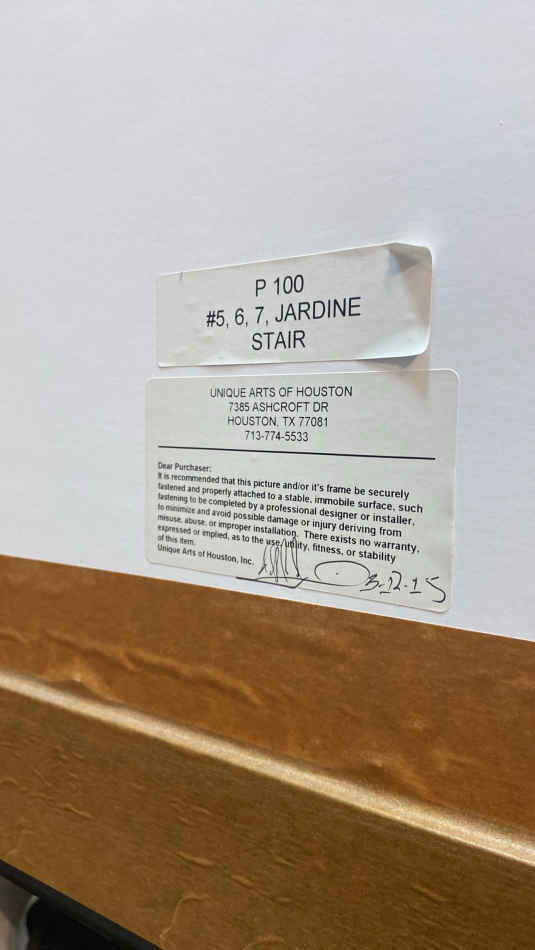 P 100
#5, 6, 7, JARDINE
STAIR
UNIQUE ARTS OF HOUSTON
7385 ASHCROFT DR
HOUSTON, TX 77081
713-774-5533
Dear Purchaser:
It is recommended that this picture and/or it's frame be securely
fastened and properly attached to a stable, immobile surface, such
fastening to be completed by a professional designer or installer,
to minimize and avoid possible damage or injury deriving from
misuse, abuse, or improper installation. There exists no warranty,
expressed or implied, as to the use, utility, fitness, or stability
of this item.
Unique Arts of Houston, Inc.
3-12-15